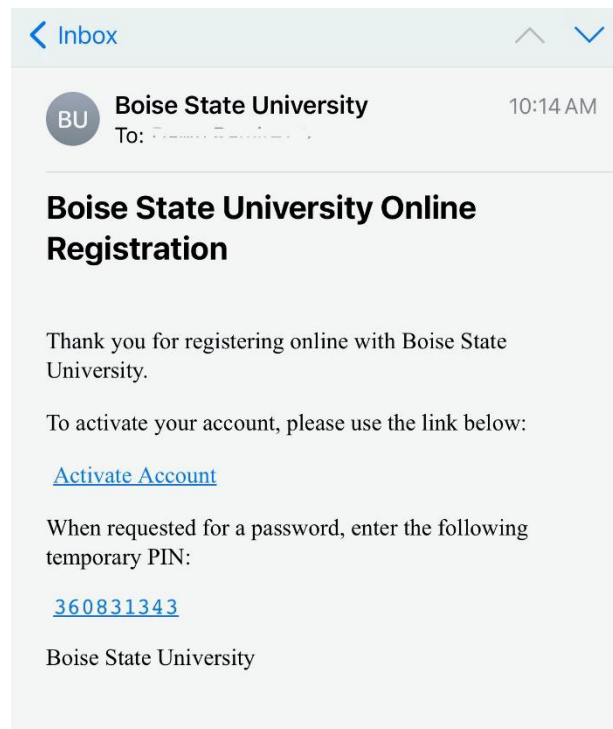 Inbox
BU
Boise State University
10:14 AM
To:
Boise State University Online
Registration
Thank you for registering online with Boise State
University.
To activate your account, please use the link below:
Activate Account
When requested for a password, enter the following
temporary PIN:
360831343
Boise State University